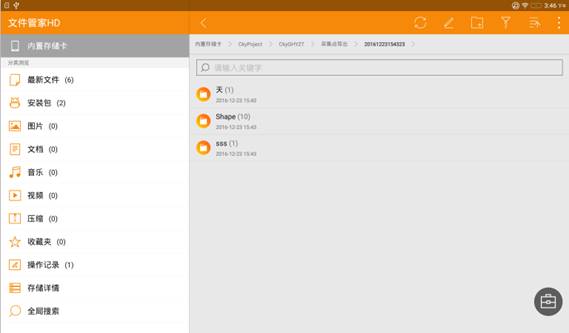 3:46 下午
文件管家HD
内置存储卡
分类浏览
最新文件 (6)
安装包 (2)
图片 (0)
文档 (0)
音乐 (0)
视频 (0)
压缩 (0)
收藏夹 (0)
操作记录 (1)
存储详情
全局搜索
内置存储卡 > CkyProject > CkyGHYZT > 采集点导出 > 20161223154323 >
请输入关键字
天 (1)
2016-12-23 15:43
Shape (10)
2016-12-23 15:43
sss (1)
2016-12-23 15:43